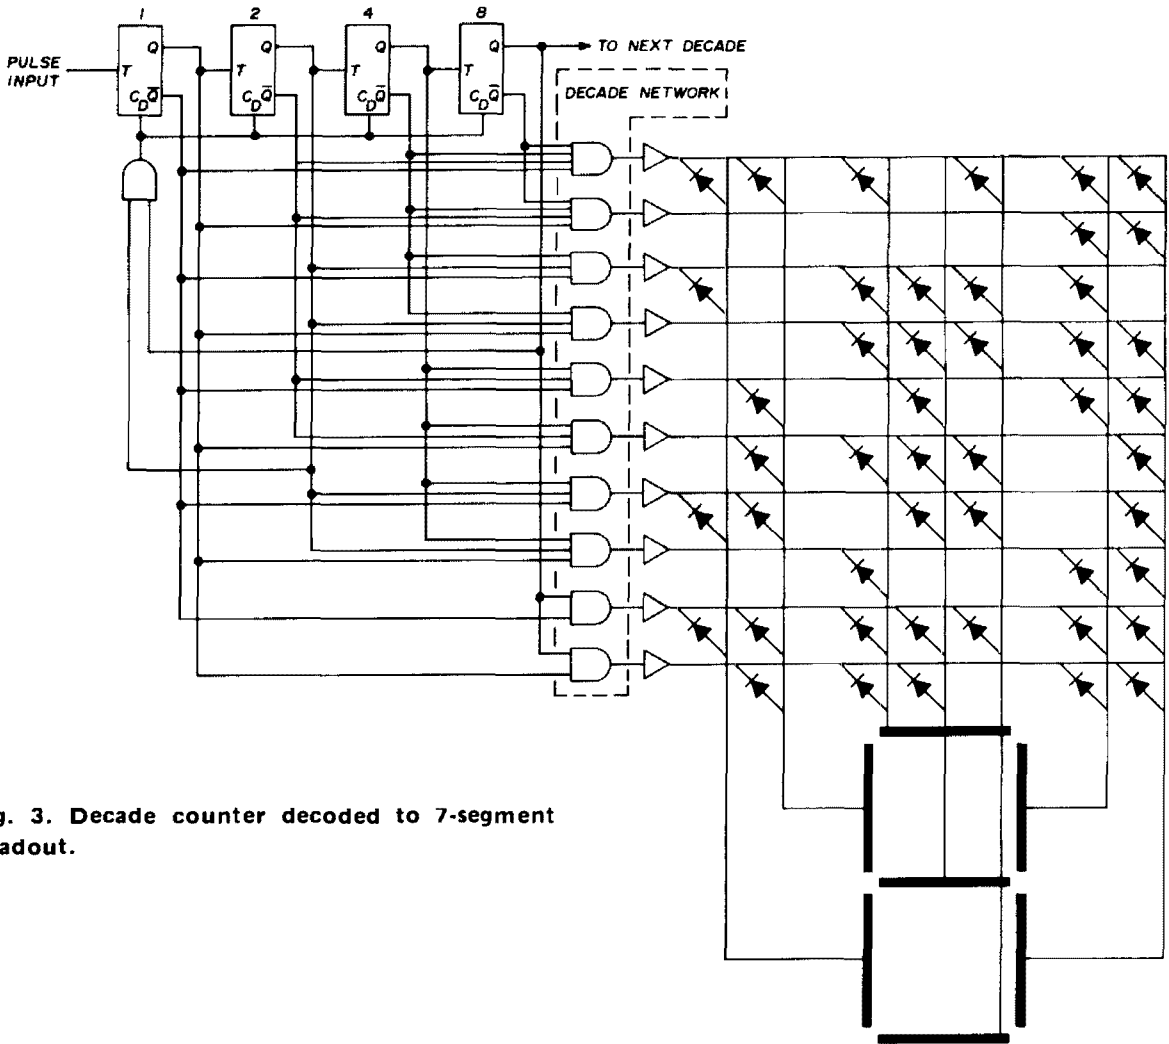 1 2 4 8
Q Q Q Q
TO NEXT DECADE
PULSE
INPUT
T T T T
C_D Q̅ C_D Q̅ C_D Q̅ C_D Q̅
DECADE NETWORK
g. 3. Decade counter decoded to 7-segment
adout.